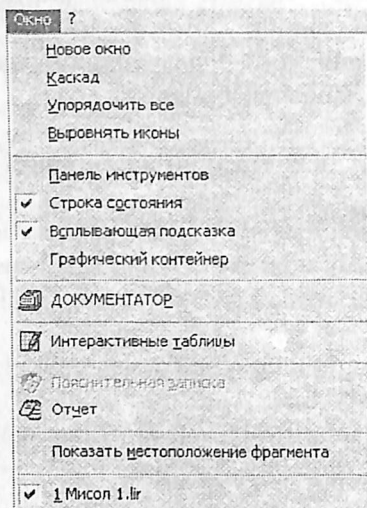 Окно ?
Новое окно
Каскад
Упорядочить все
Выровнять иконы
Панель инструментов
Строка состояния
Всплывающая подсказка
Графический контейнер
ДОКУМЕНТАТОР
Интерактивные таблицы
Пояснительная записка
Отчет
Показать местоположение фрагмента
1 Мисол 1.lir